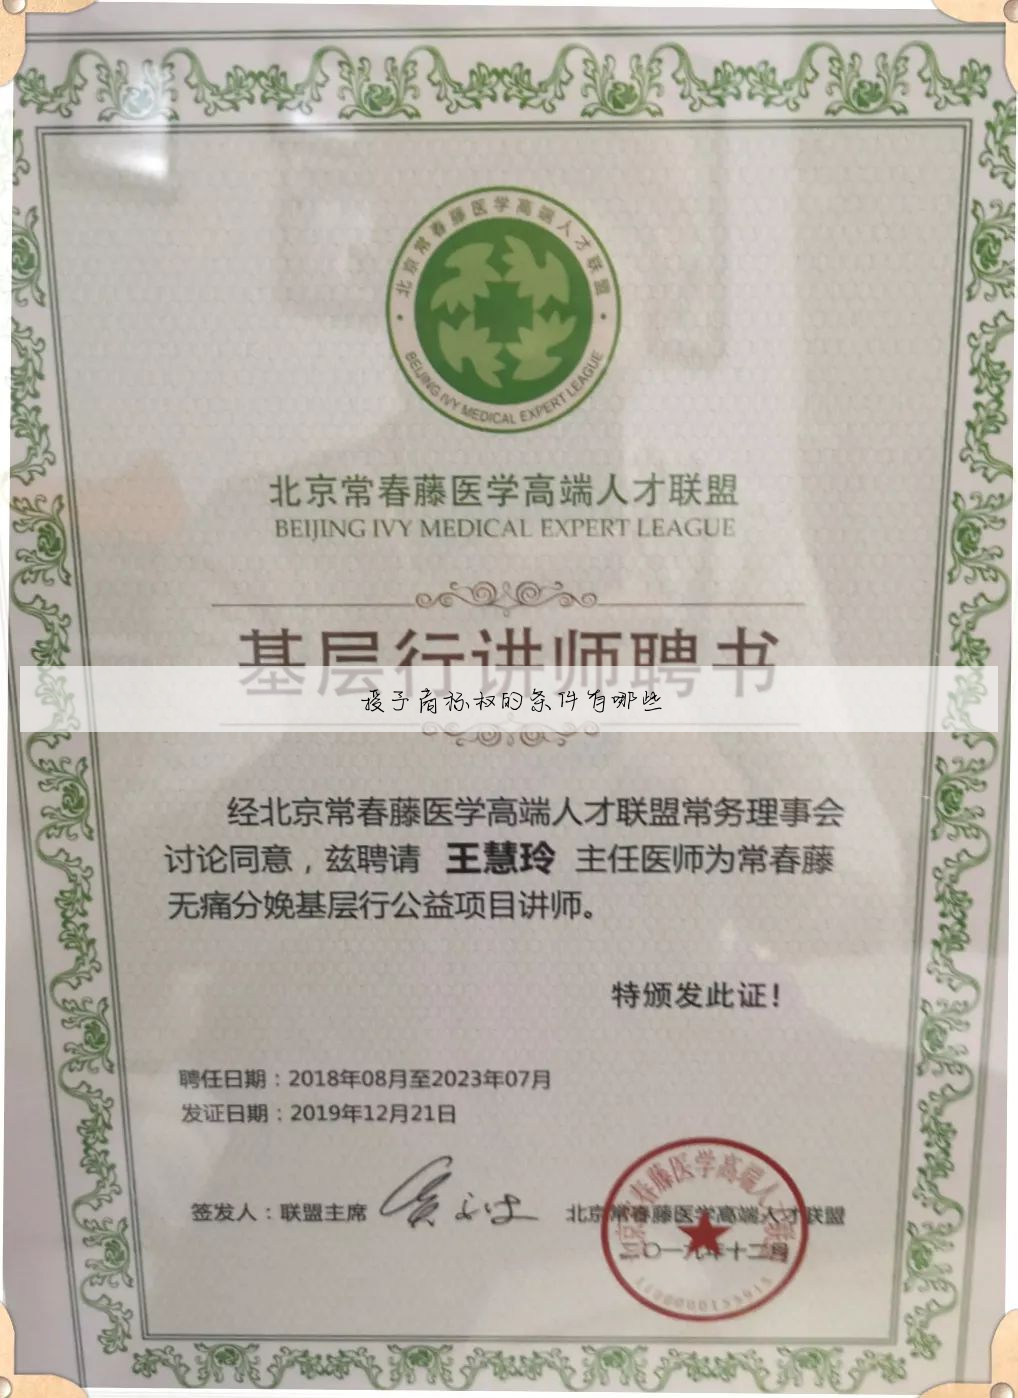 北京常春藤医学高端人才联盟
BEIJING IVY MEDICAL EXPERT LEAGUE
北京常春藤医学高端人才联盟
BEIJING IVY MEDICAL EXPERT LEAGUE
基层行讲师聘书
授予商标权的条件有哪些
经北京常春藤医学高端人才联盟常务理事会
讨论同意，兹聘请 王慧玲 主任医师为常春藤
无痛分娩基层行公益项目讲师。
特颁发此证！
聘任日期：2018年08月至2023年07月
发证日期：2019年12月21日
签发人：联盟主席
北京常春藤医学高端人才联盟
二〇一九年十二月